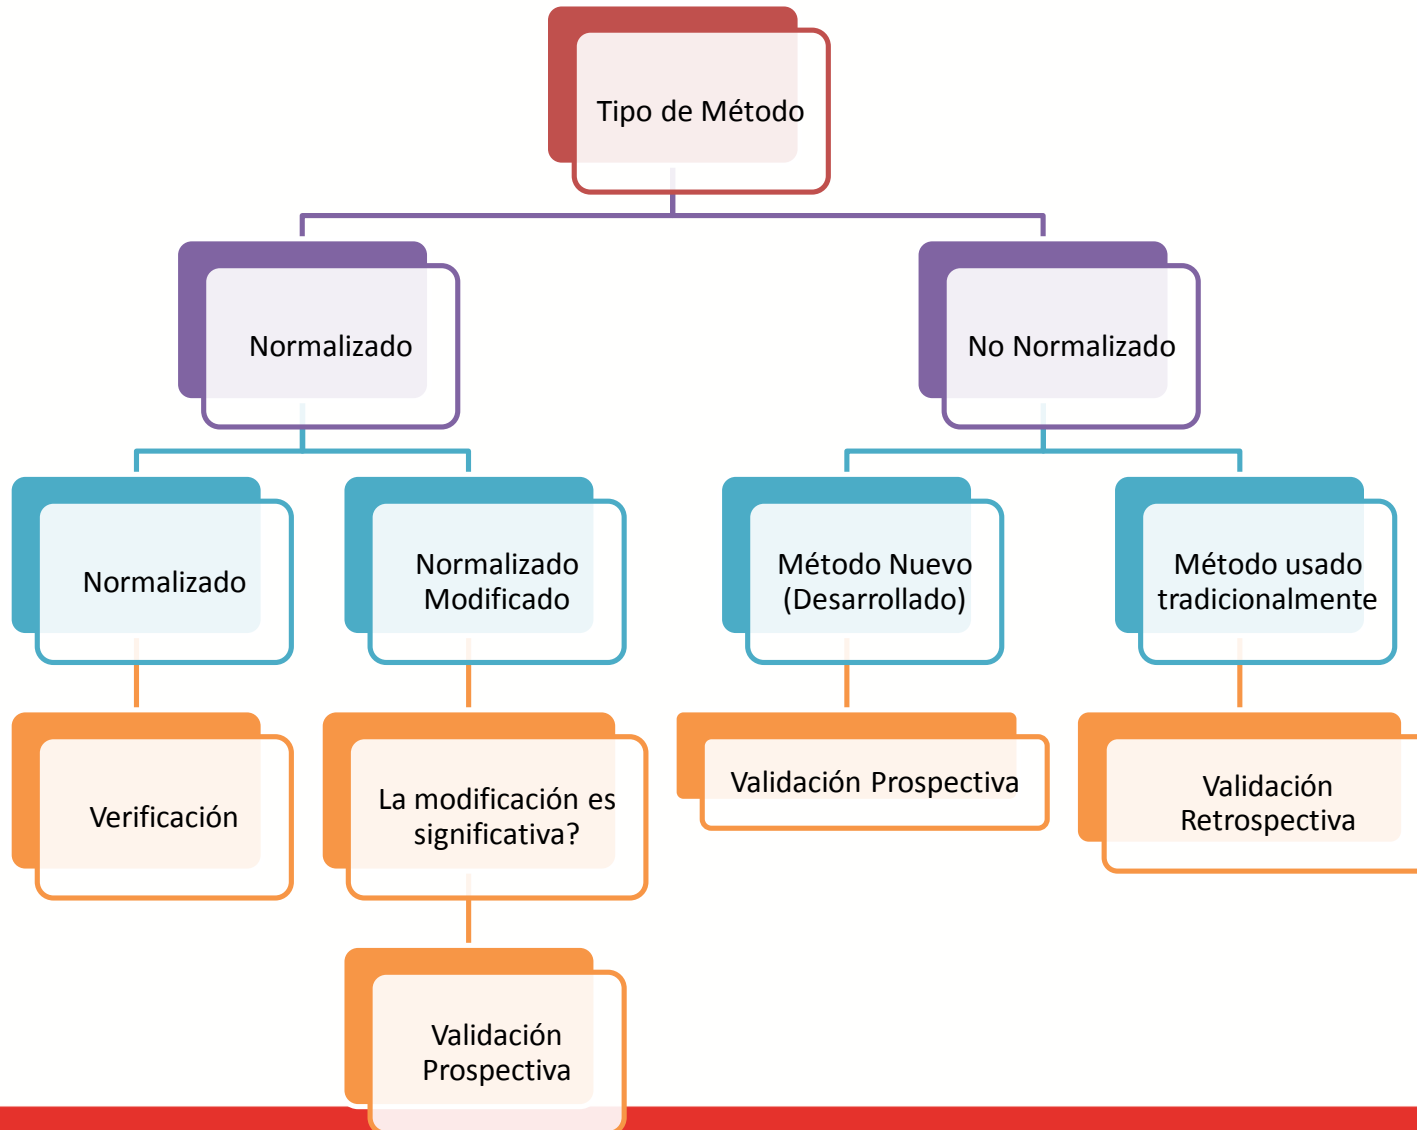 Tipo de Método
Normalizado
No Normalizado
Normalizado
Normalizado
Modificado
Método Nuevo
(Desarrollado)
Método usado
tradicionalmente
Verificación
La modificación es
significativa?
Validación Prospectiva
Validación
Retrospectiva
Validación
Prospectiva